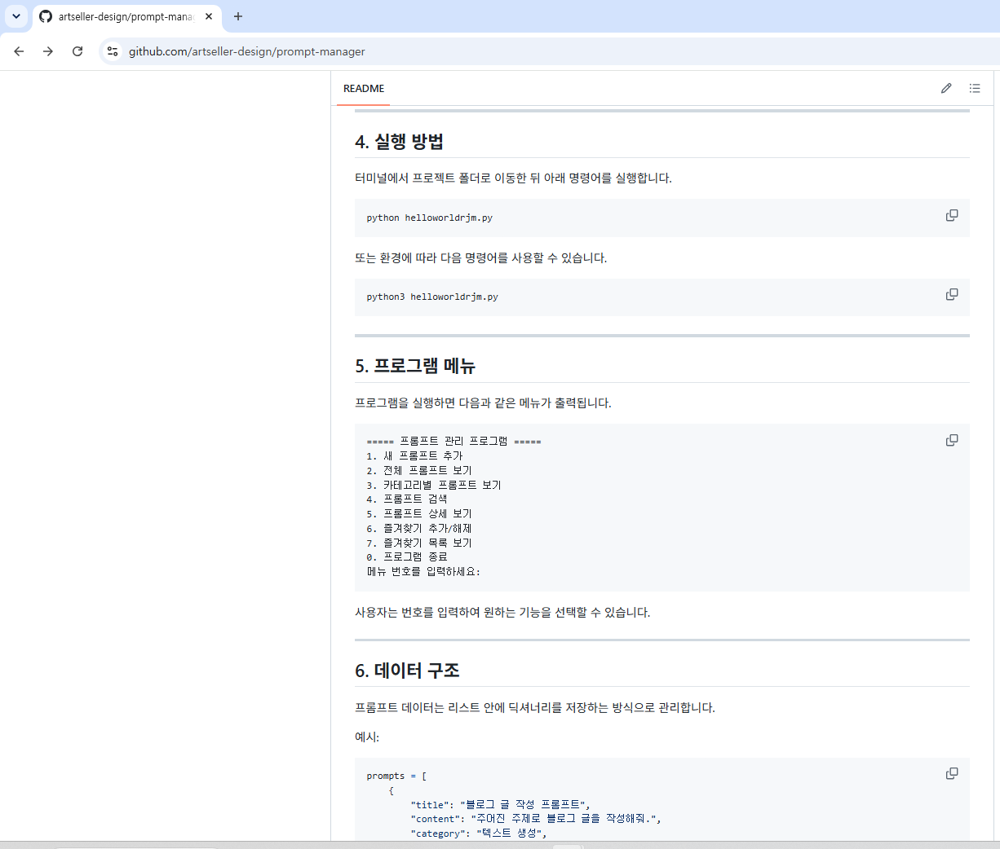 artseller-design/prompt-mana
github.com/artseller-design/prompt-manager
README
4. 실행 방법
터미널에서 프로젝트 폴더로 이동한 뒤 아래 명령어를 실행합니다.
python helloworldrjm.py
또는 환경에 따라 다음 명령어를 사용할 수 있습니다.
python3 helloworldrjm.py
5. 프로그램 메뉴
프로그램을 실행하면 다음과 같은 메뉴가 출력됩니다.
===== 프롬프트 관리 프로그램 =====
1. 새 프롬프트 추가
2. 전체 프롬프트 보기
3. 카테고리별 프롬프트 보기
4. 프롬프트 검색
5. 프롬프트 상세 보기
6. 즐겨찾기 추가/해제
7. 즐겨찾기 목록 보기
0. 프로그램 종료
메뉴 번호를 입력하세요:
사용자는 번호를 입력하여 원하는 기능을 선택할 수 있습니다.
6. 데이터 구조
프롬프트 데이터는 리스트 안에 딕셔너리를 저장하는 방식으로 관리합니다.
예시:
prompts = [
{
"title": "블로그 글 작성 프롬프트",
"content": "주어진 주제로 블로그 글을 작성해줘.",
"category": "텍스트 생성",